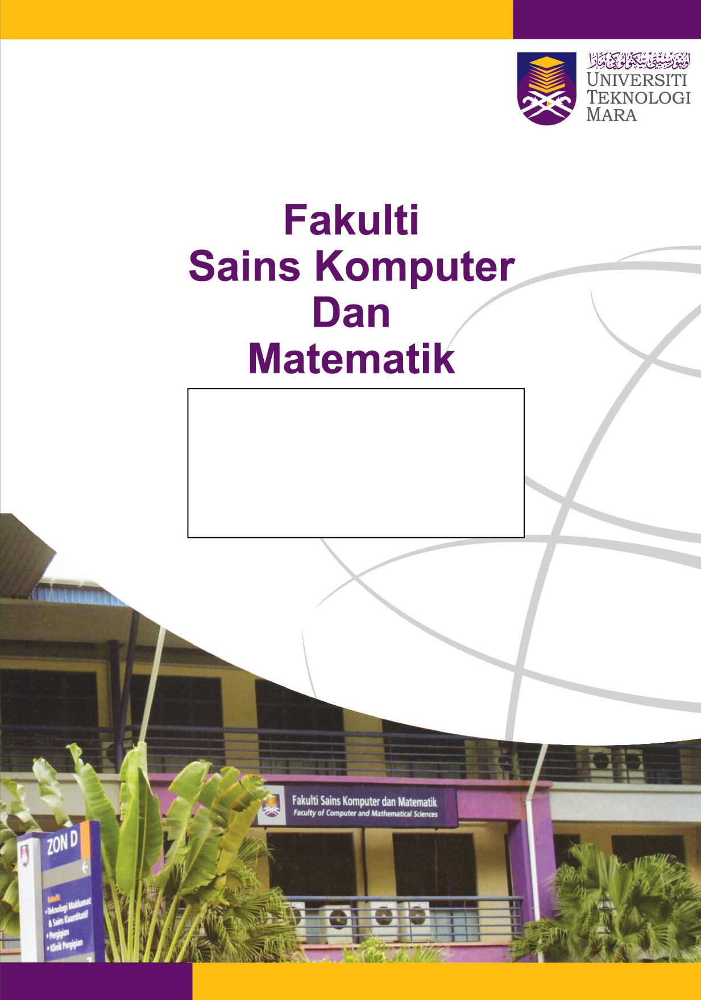 اونيۏرسيتي تيكنولوڬي مارا
UNIVERSITI
TEKNOLOGI
MARA
Fakulti
Sains Komputer
Dan
Matematik
Fakulti Sains Komputer dan Matematik
Faculty of Computer and Mathematical Sciences
ZON D
Fakulti
•Teknologi Maklumat
& Sains Kuantitatif
•Pergigian
•Klinik Pergigian